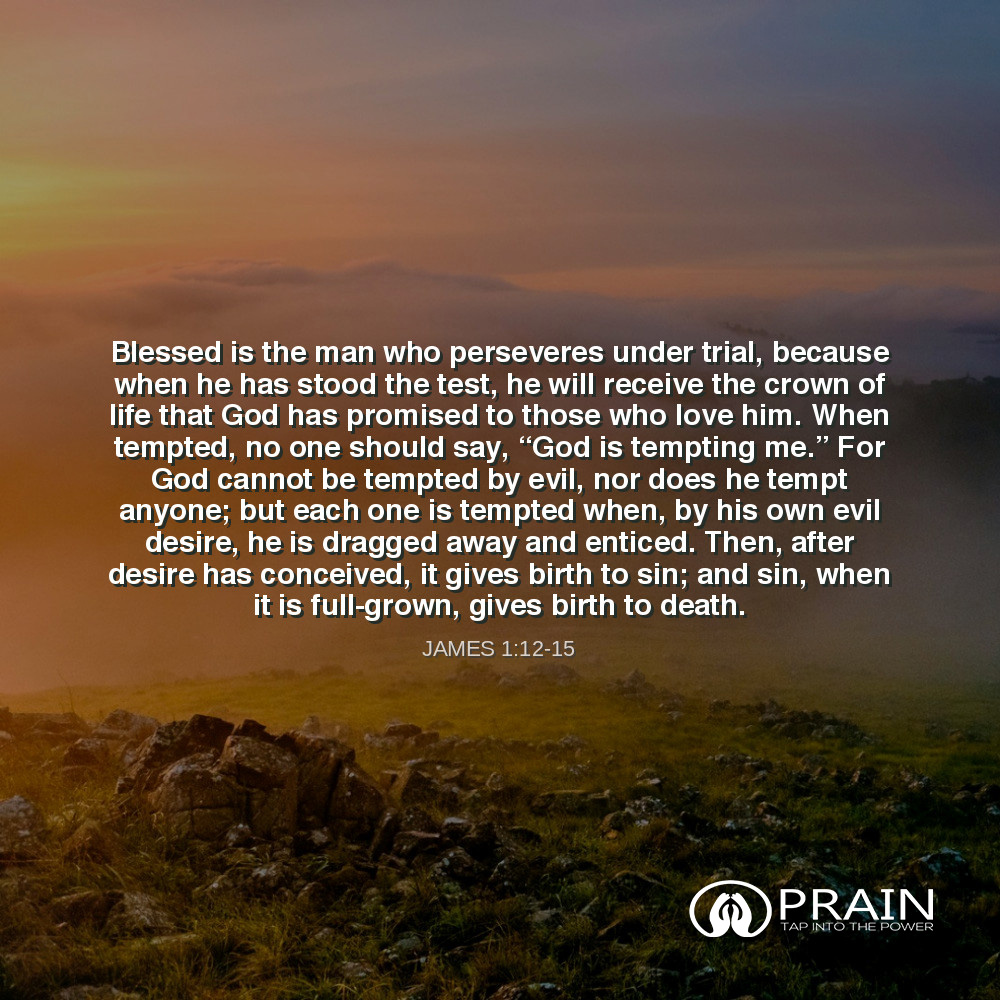 Blessed is the man who perseveres under trial, because
when he has stood the test, he will receive the crown of
life that God has promised to those who love him. When
tempted, no one should say, “God is tempting me.” For
God cannot be tempted by evil, nor does he tempt
anyone; but each one is tempted when, by his own evil
desire, he is dragged away and enticed. Then, after
desire has conceived, it gives birth to sin; and sin, when
it is full-grown, gives birth to death.
JAMES 1:12-15
PRAIN
TAP INTO THE POWER